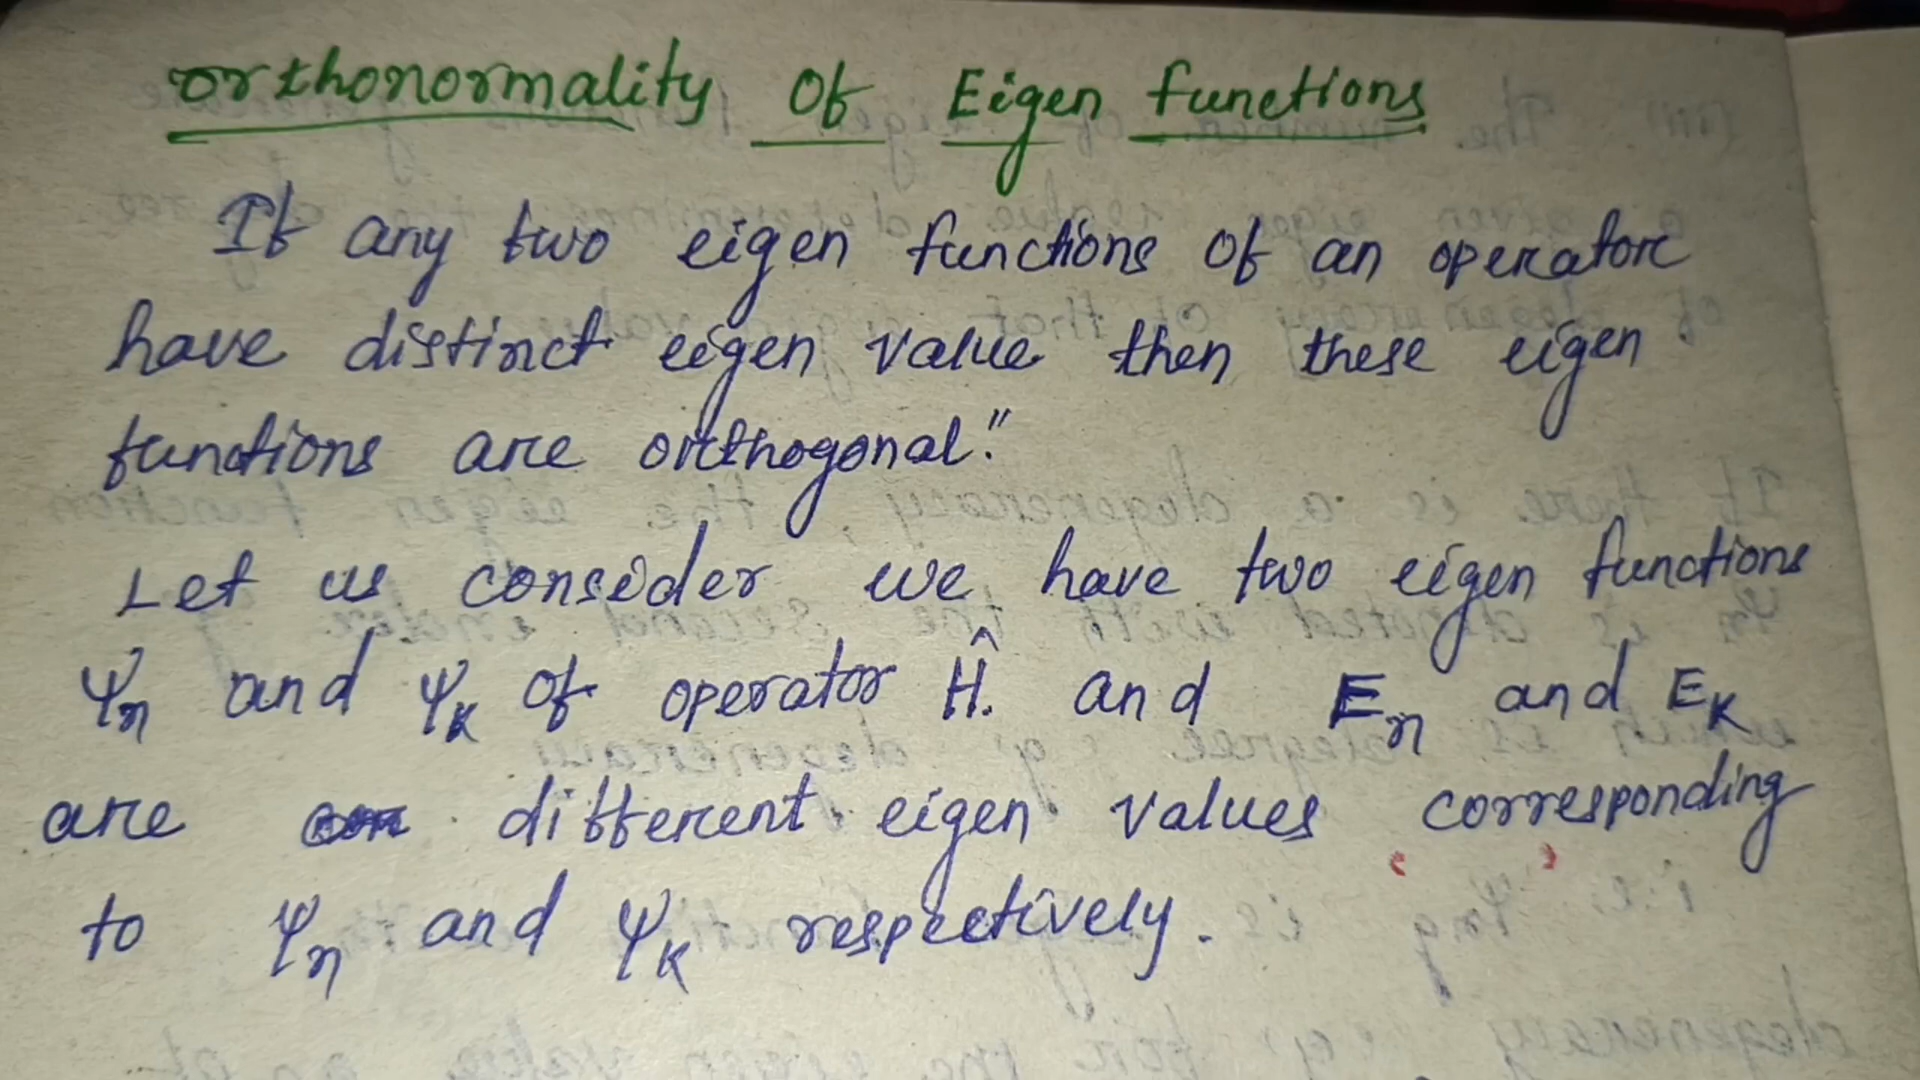 orthonormality Of Eigen functions
If any two eigen functions Of an operator
have distinct eigen value then these eigen
functions are orthogonal."
Let us consider we have two eigen functions
Ψn and Ψk of operator Ĥ. and En and Ek
are different eigen values corresponding
to Ψn and Ψk respectively.